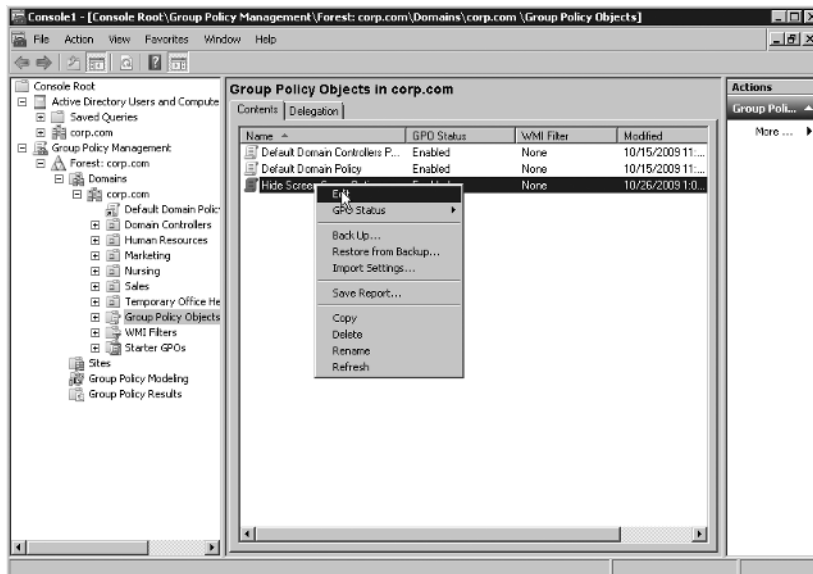 Console1 - [Console Root\Group Policy Management\Forest: corp.com\Domains\corp.com \Group Policy Objects]
File Action View Favorites Window Help
Console Root
Active Directory Users and Compute
Saved Queries
corp.com
Group Policy Management
Forest: corp.com
Domains
corp.com
Default Domain Polic
Domain Controllers
Human Resources
Marketing
Nursing
Sales
Temporary Office He
Group Policy Objects
WMI Filters
Starter GPOs
Sites
Group Policy Modeling
Group Policy Results
Group Policy Objects in corp.com
Contents Delegation
Name GPO Status WMI Filter Modified
Default Domain Controllers P... Enabled None 10/15/2009 11:...
Default Domain Policy Enabled None 10/15/2009 11:...
Hide None 10/26/2009 1:0...
Edit
GPO Status
Back Up...
Restore from Backup...
Import Settings...
Save Report...
Copy
Delete
Rename
Refresh
Actions
Group Poli...
More ...